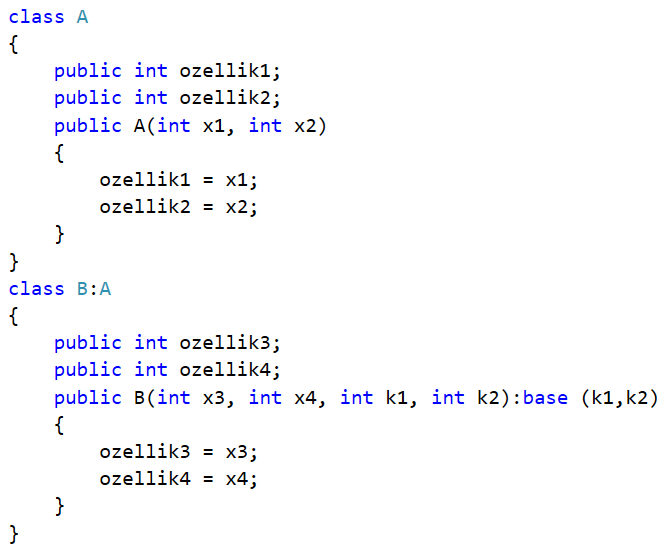 class A
{
    public int ozellik1;
    public int ozellik2;
    public A(int x1, int x2)
    {
        ozellik1 = x1;
        ozellik2 = x2;
    }
}
class B:A
{
    public int ozellik3;
    public int ozellik4;
    public B(int x3, int x4, int k1, int k2):base (k1,k2)
    {
        ozellik3 = x3;
        ozellik4 = x4;
    }
}